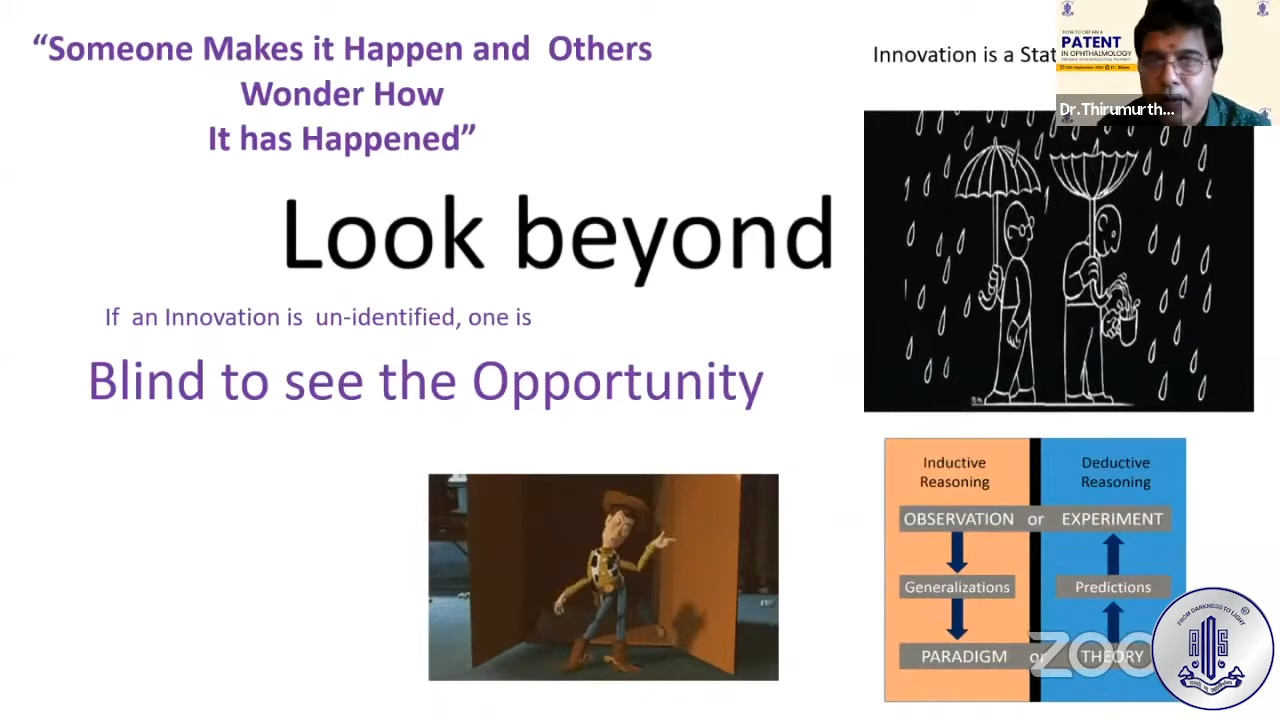 “Someone Makes it Happen and Others
Wonder How
It has Happened”
Look beyond
If an Innovation is un-identified, one is
Blind to see the Opportunity
Innovation is a Stat
HOW TO OBTAIN A
PATENT
IN OPHTHALMOLOGY
Dr.Thirumurth...
Inductive
Reasoning
Deductive
Reasoning
OBSERVATION or EXPERIMENT
Generalizations
Predictions
PARADIGM or THEORY
FROM DARKNESS TO LIGHT
AIOS